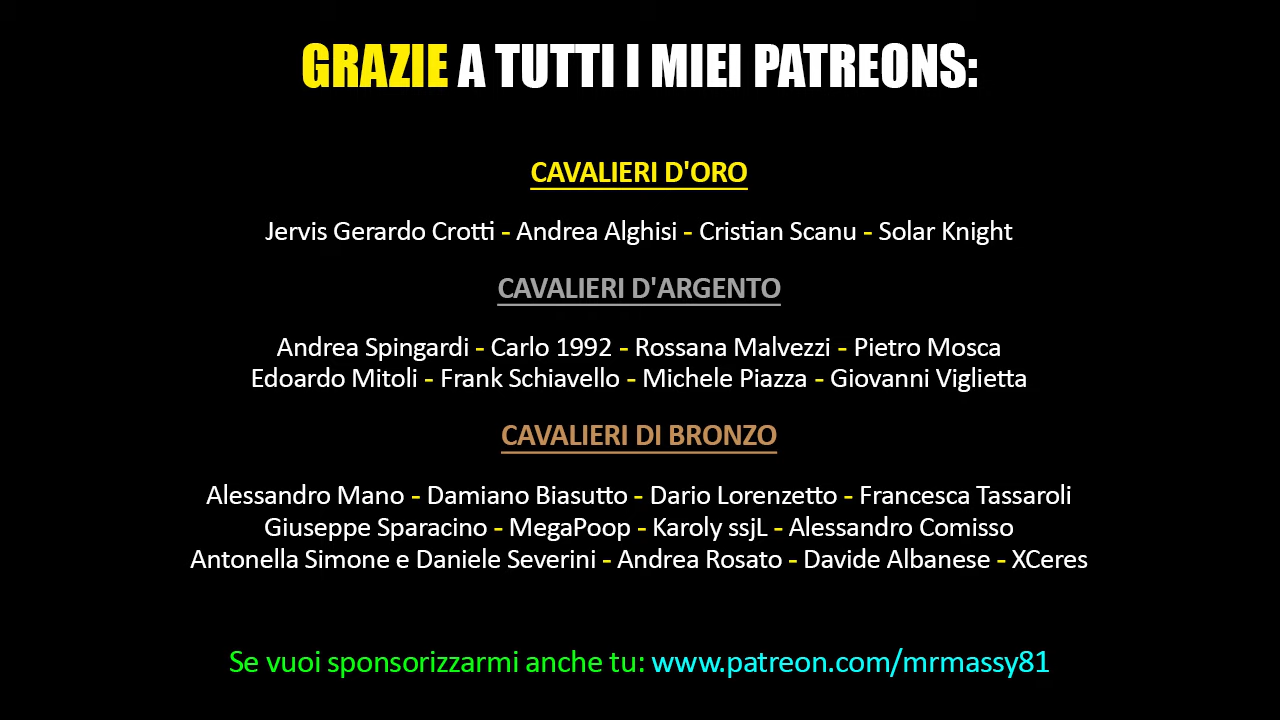 GRAZIE A TUTTI I MIEI PATREONS:
CAVALIERI D'ORO
Jervis Gerardo Crotti - Andrea Alghisi - Cristian Scanu - Solar Knight
CAVALIERI D'ARGENTO
Andrea Spingardi - Carlo 1992 - Rossana Malvezzi - Pietro Mosca
Edoardo Mitoli - Frank Schiavello - Michele Piazza - Giovanni Viglietta
CAVALIERI DI BRONZO
Alessandro Mano - Damiano Biasutto - Dario Lorenzetto - Francesca Tassaroli
Giuseppe Sparacino - MegaPoop - Karoly ssjL - Alessandro Comisso
Antonella Simone e Daniele Severini - Andrea Rosato - Davide Albanese - XCeres
Se vuoi sponsorizzarmi anche tu: www.patreon.com/mrmassy81